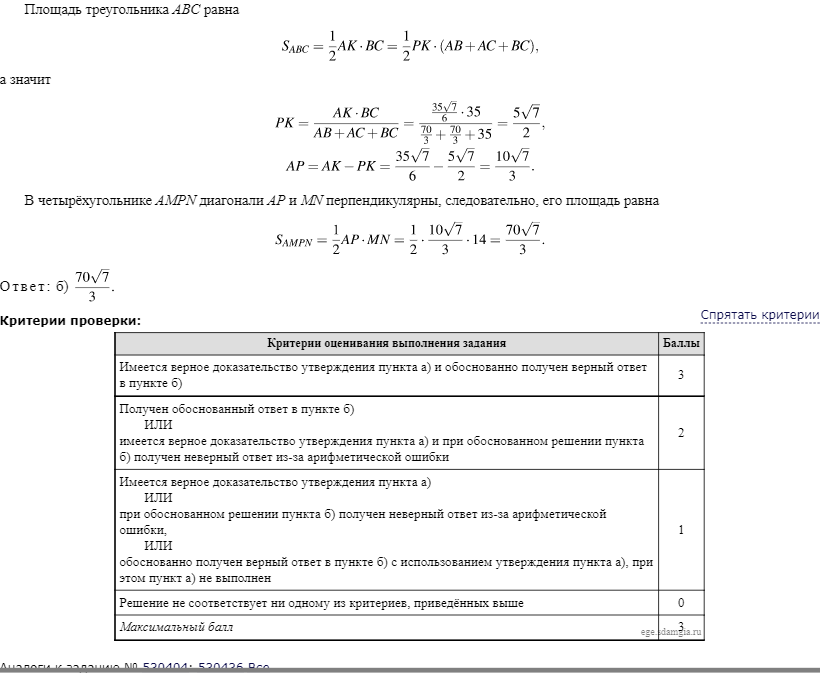 Площадь треугольника ABC равна
S_{ABC} = \frac{1}{2} AK · BC = \frac{1}{2} PK · (AB + AC + BC),
а значит
PK = \frac{AK · BC}{AB + AC + BC} = \frac{\frac{35\sqrt{7}}{6} · 35}{\frac{70}{3} + \frac{70}{3} + 35} = \frac{5\sqrt{7}}{2},
AP = AK − PK = \frac{35\sqrt{7}}{6} − \frac{5\sqrt{7}}{2} = \frac{10\sqrt{7}}{3}.
В четырёхугольнике AMPN диагонали AP и MN перпендикулярны, следовательно, его площадь равна
S_{AMPN} = \frac{1}{2} AP · MN = \frac{1}{2} · \frac{10\sqrt{7}}{3} · 14 = \frac{70\sqrt{7}}{3}.
Ответ: б) \frac{70\sqrt{7}}{3}.
Спрятать критерии
Критерии проверки:
Критерии оценивания выполнения задания Баллы
Имеется верное доказательство утверждения пункта а) и обоснованно получен верный ответ
в пункте б)
3
Получен обоснованный ответ в пункте б)
ИЛИ
имеется верное доказательство утверждения пункта а) и при обоснованном решении пункта
б) получен неверный ответ из-за арифметической ошибки
2
Имеется верное доказательство утверждения пункта а)
ИЛИ
при обоснованном решении пункта б) получен неверный ответ из-за арифметической
ошибки,
ИЛИ
обоснованно получен верный ответ в пункте б) с использованием утверждения пункта а), при
этом пункт а) не выполнен
1
Решение не соответствует ни одному из критериев, приведённых выше 0
Максимальный балл 3
ege.sdamgia.ru
Аналоги к заданию № 530404: 530436 Все